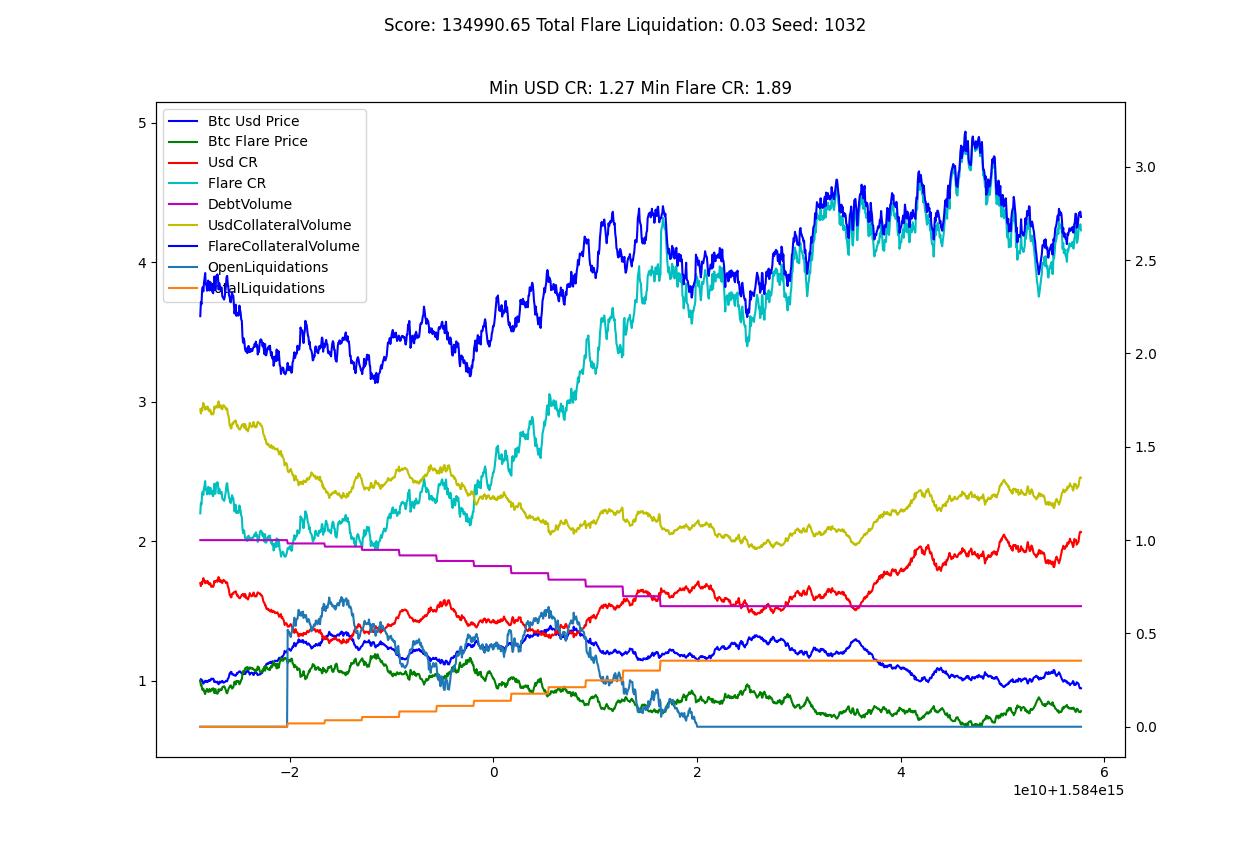 Score: 134990.65 Total Flare Liquidation: 0.03 Seed: 1032
Min USD CR: 1.27 Min Flare CR: 1.89
Btc Usd Price
Btc Flare Price
Usd CR
Flare CR
DebtVolume
UsdCollateralVolume
FlareCollateralVolume
OpenLiquidations
TotalLiquidations
5
4
3
2
1
3.0
2.5
2.0
1.5
1.0
0.5
0.0
−2 0 2 4 6
1e10+1.584e15